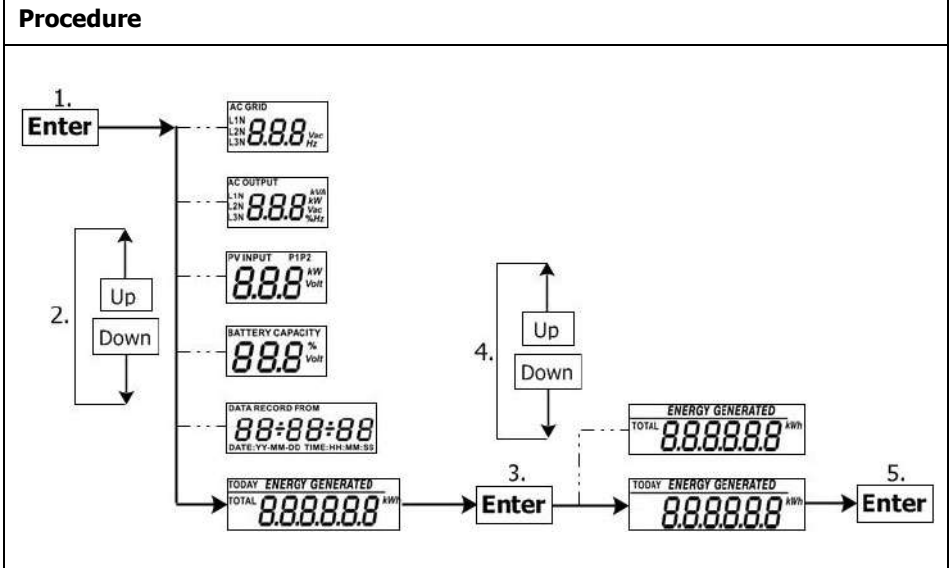 Procedure
1.
Enter
AC GRID
L1N
L2N
L3N
8.8.8
Vac
Hz
AC OUTPUT
L1N
L2N
L3N
8.8.8
kVA
kW
Vac
%Hz
2.
Up
Down
PV INPUT P1P2
8.8.8
kW
Volt
BATTERY CAPACITY
88.8
%
Volt
DATA RECORD FROM
88:88:88
DATE:YY-MM-DD TIME:HH:MM:SS
TODAY ENERGY GENERATED
TOTAL
8.8.8.8.8.8
kWh
3.
Enter
4.
Up
Down
ENERGY GENERATED
TOTAL
8.8.8.8.8.8
kWh
TODAY ENERGY GENERATED
8.8.8.8.8.8
kWh
5.
Enter